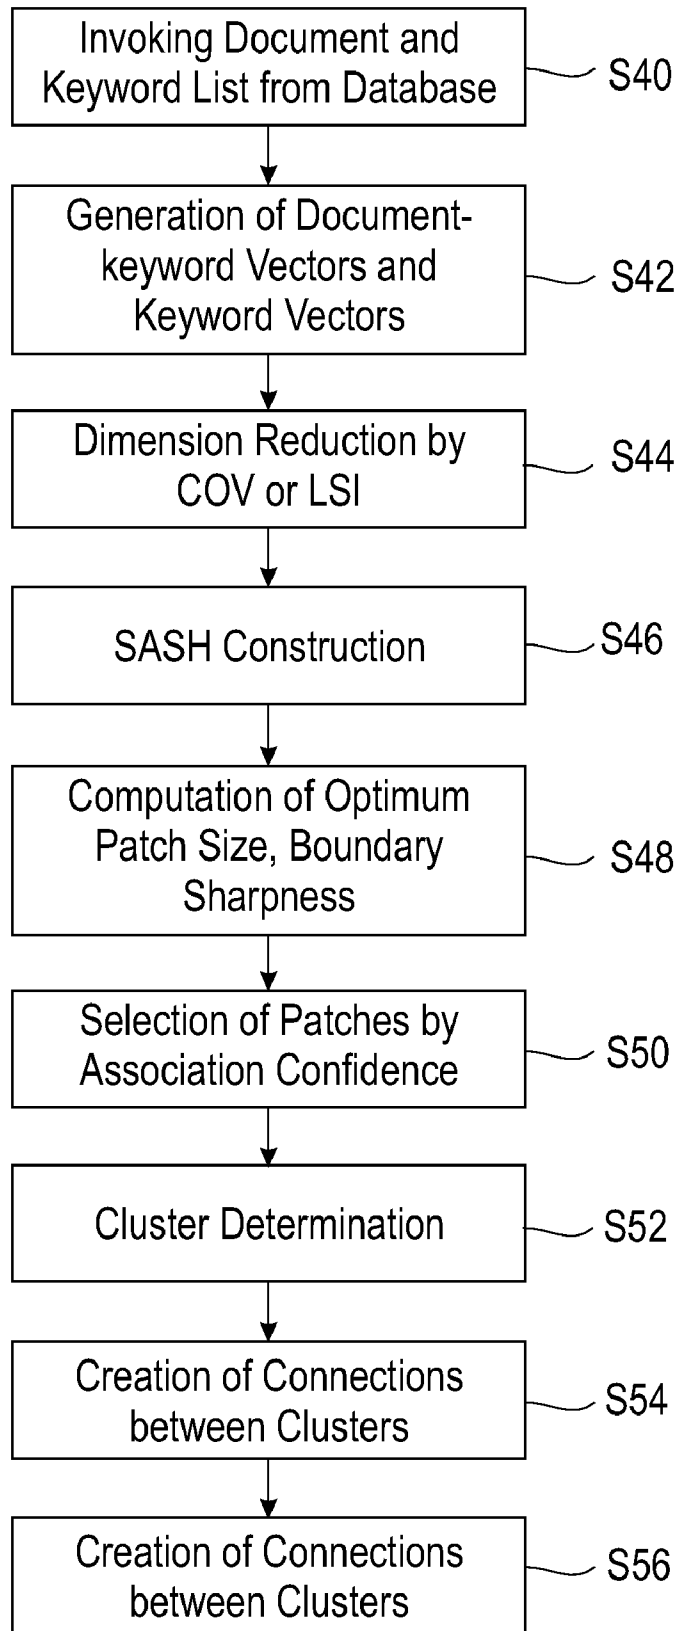 Invoking Document and
Keyword List from Database
S40
Generation of Document-
keyword Vectors and
Keyword Vectors
S42
Dimension Reduction by
COV or LSI
S44
SASH Construction
S46
Computation of Optimum
Patch Size, Boundary
Sharpness
S48
Selection of Patches by
Association Confidence
S50
Cluster Determination
S52
Creation of Connections
between Clusters
S54
Creation of Connections
between Clusters
S56